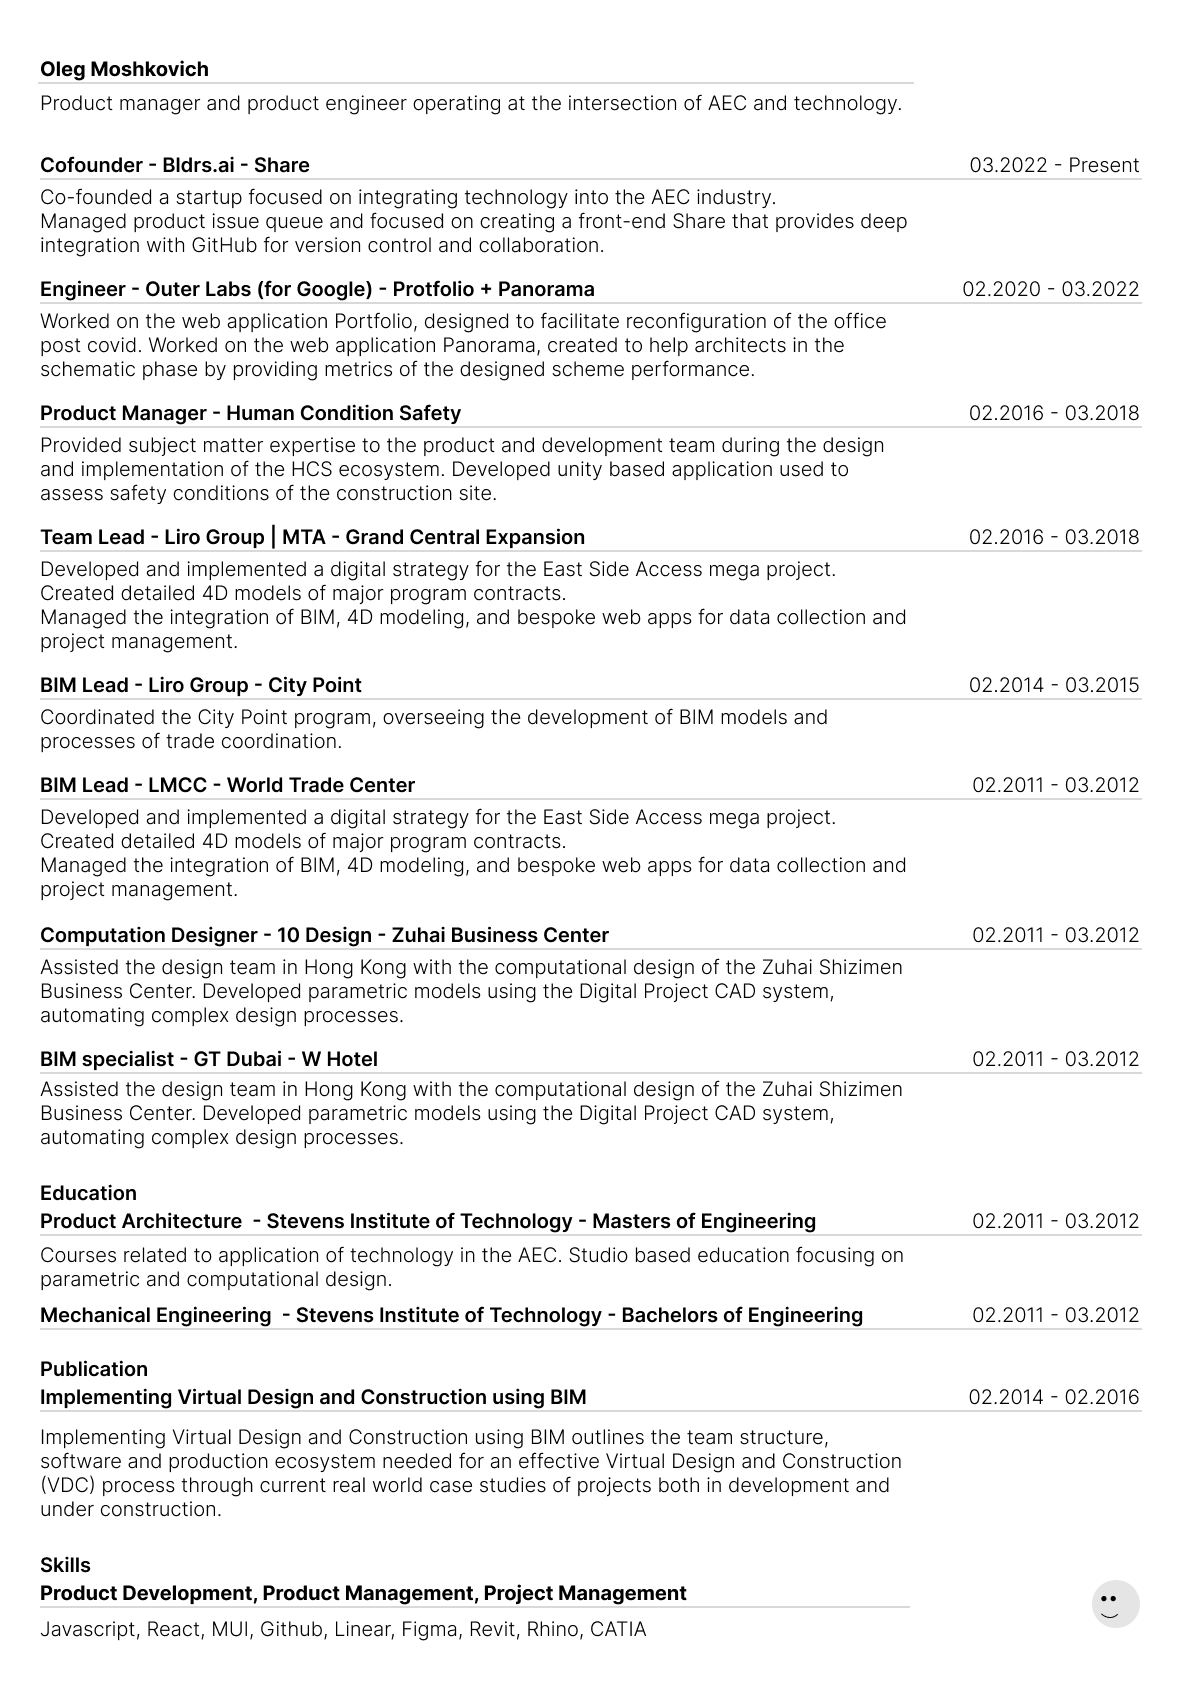 Oleg Moshkovich
Product manager and product engineer operating at the intersection of AEC and technology.
Cofounder - Bldrs.ai - Share 03.2022 - Present
Co-founded a startup focused on integrating technology into the AEC industry.
Managed product issue queue and focused on creating a front-end Share that provides deep
integration with GitHub for version control and collaboration.
Engineer - Outer Labs (for Google) - Protfolio + Panorama 02.2020 - 03.2022
Worked on the web application Portfolio, designed to facilitate reconfiguration of the office
post covid. Worked on the web application Panorama, created to help architects in the
schematic phase by providing metrics of the designed scheme performance.
Product Manager - Human Condition Safety 02.2016 - 03.2018
Provided subject matter expertise to the product and development team during the design
and implementation of the HCS ecosystem. Developed unity based application used to
assess safety conditions of the construction site.
Team Lead - Liro Group | MTA - Grand Central Expansion 02.2016 - 03.2018
Developed and implemented a digital strategy for the East Side Access mega project.
Created detailed 4D models of major program contracts.
Managed the integration of BIM, 4D modeling, and bespoke web apps for data collection and
project management.
BIM Lead - Liro Group - City Point 02.2014 - 03.2015
Coordinated the City Point program, overseeing the development of BIM models and
processes of trade coordination.
BIM Lead - LMCC - World Trade Center 02.2011 - 03.2012
Developed and implemented a digital strategy for the East Side Access mega project.
Created detailed 4D models of major program contracts.
Managed the integration of BIM, 4D modeling, and bespoke web apps for data collection and
project management.
Computation Designer - 10 Design - Zuhai Business Center 02.2011 - 03.2012
Assisted the design team in Hong Kong with the computational design of the Zuhai Shizimen
Business Center. Developed parametric models using the Digital Project CAD system,
automating complex design processes.
BIM specialist - GT Dubai - W Hotel 02.2011 - 03.2012
Assisted the design team in Hong Kong with the computational design of the Zuhai Shizimen
Business Center. Developed parametric models using the Digital Project CAD system,
automating complex design processes.
Education
Product Architecture - Stevens Institute of Technology - Masters of Engineering 02.2011 - 03.2012
Courses related to application of technology in the AEC. Studio based education focusing on
parametric and computational design.
Mechanical Engineering - Stevens Institute of Technology - Bachelors of Engineering 02.2011 - 03.2012
Publication
Implementing Virtual Design and Construction using BIM 02.2014 - 02.2016
Implementing Virtual Design and Construction using BIM outlines the team structure,
software and production ecosystem needed for an effective Virtual Design and Construction
(VDC) process through current real world case studies of projects both in development and
under construction.
Skills
Product Development, Product Management, Project Management
Javascript, React, MUI, Github, Linear, Figma, Revit, Rhino, CATIA